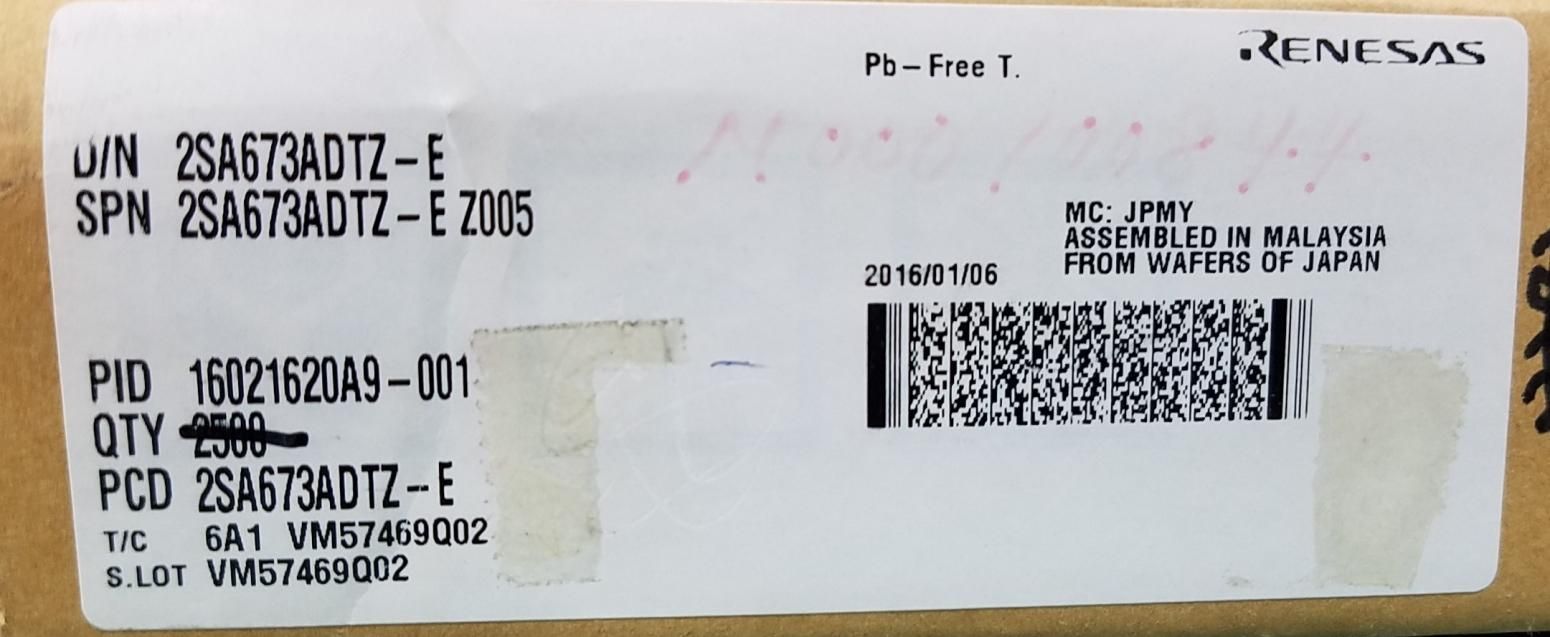 RENESAS
Pb-Free T.
U/N 2SA673ADTZ-E
SPN 2SA673ADTZ-E Z005
MC: JPMY
ASSEMBLED IN MALAYSIA
FROM WAFERS OF JAPAN
2016/01/06
PID 16021620A9-001
QTY 2500
PCD 2SA673ADTZ--E
T/C 6A1 VM57469Q02
S.LOT VM57469Q02